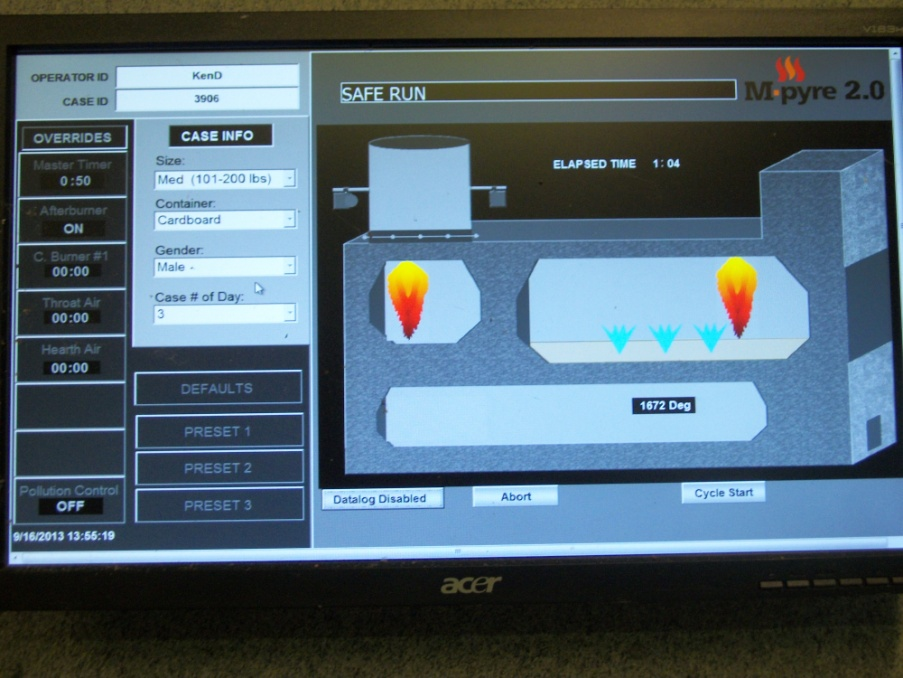 V183H
OPERATOR ID KenD
CASE ID 3906
SAFE RUN
M·pyre 2.0
OVERRIDES
Master Timer
0:50
Afterburner
ON
C. Burner #1
00:00
Throat Air
00:00
Hearth Air
00:00
Pollution Control
OFF
9/16/2013 13:55:19
CASE INFO
Size:
Med (101-200 lbs)
Container:
Cardboard
Gender:
Male -
Case # of Day:
3
DEFAULTS
PRESET 1
PRESET 2
PRESET 3
ELAPSED TIME 1:04
1672 Deg
Datalog Disabled
Abort
Cycle Start
acer